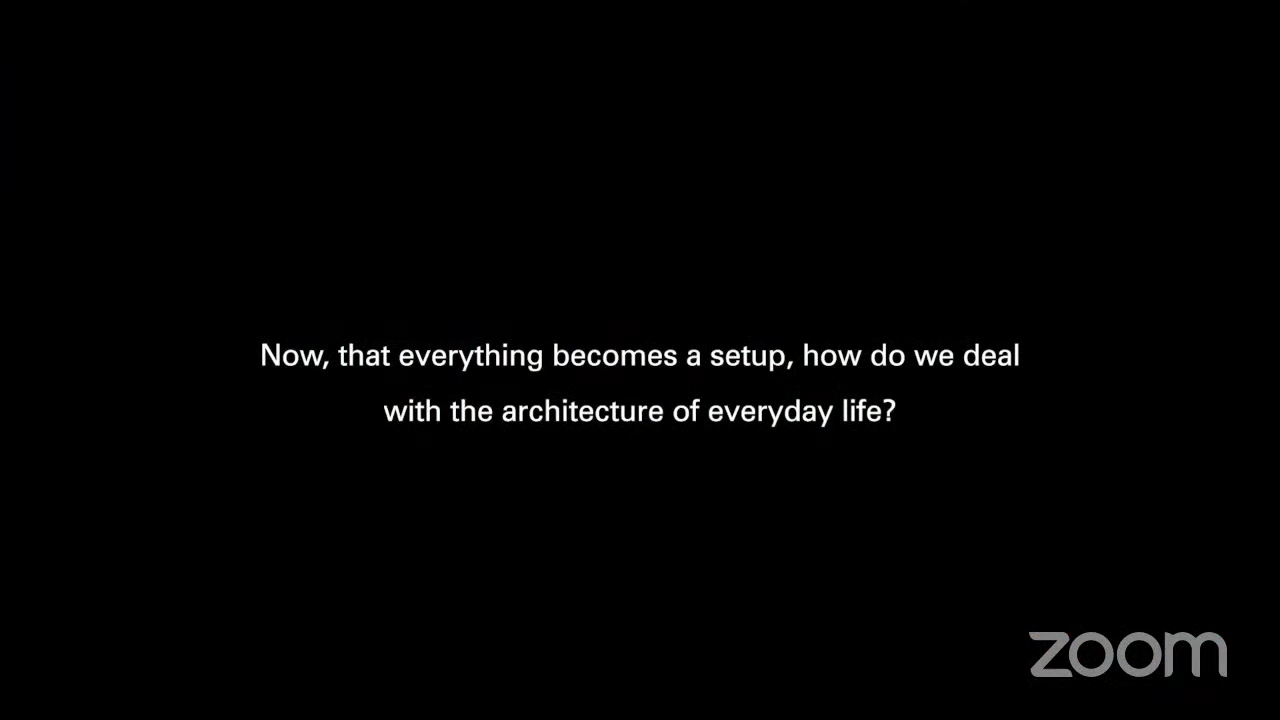 Now, that everything becomes a setup, how do we deal
with the architecture of everyday life?
zoom